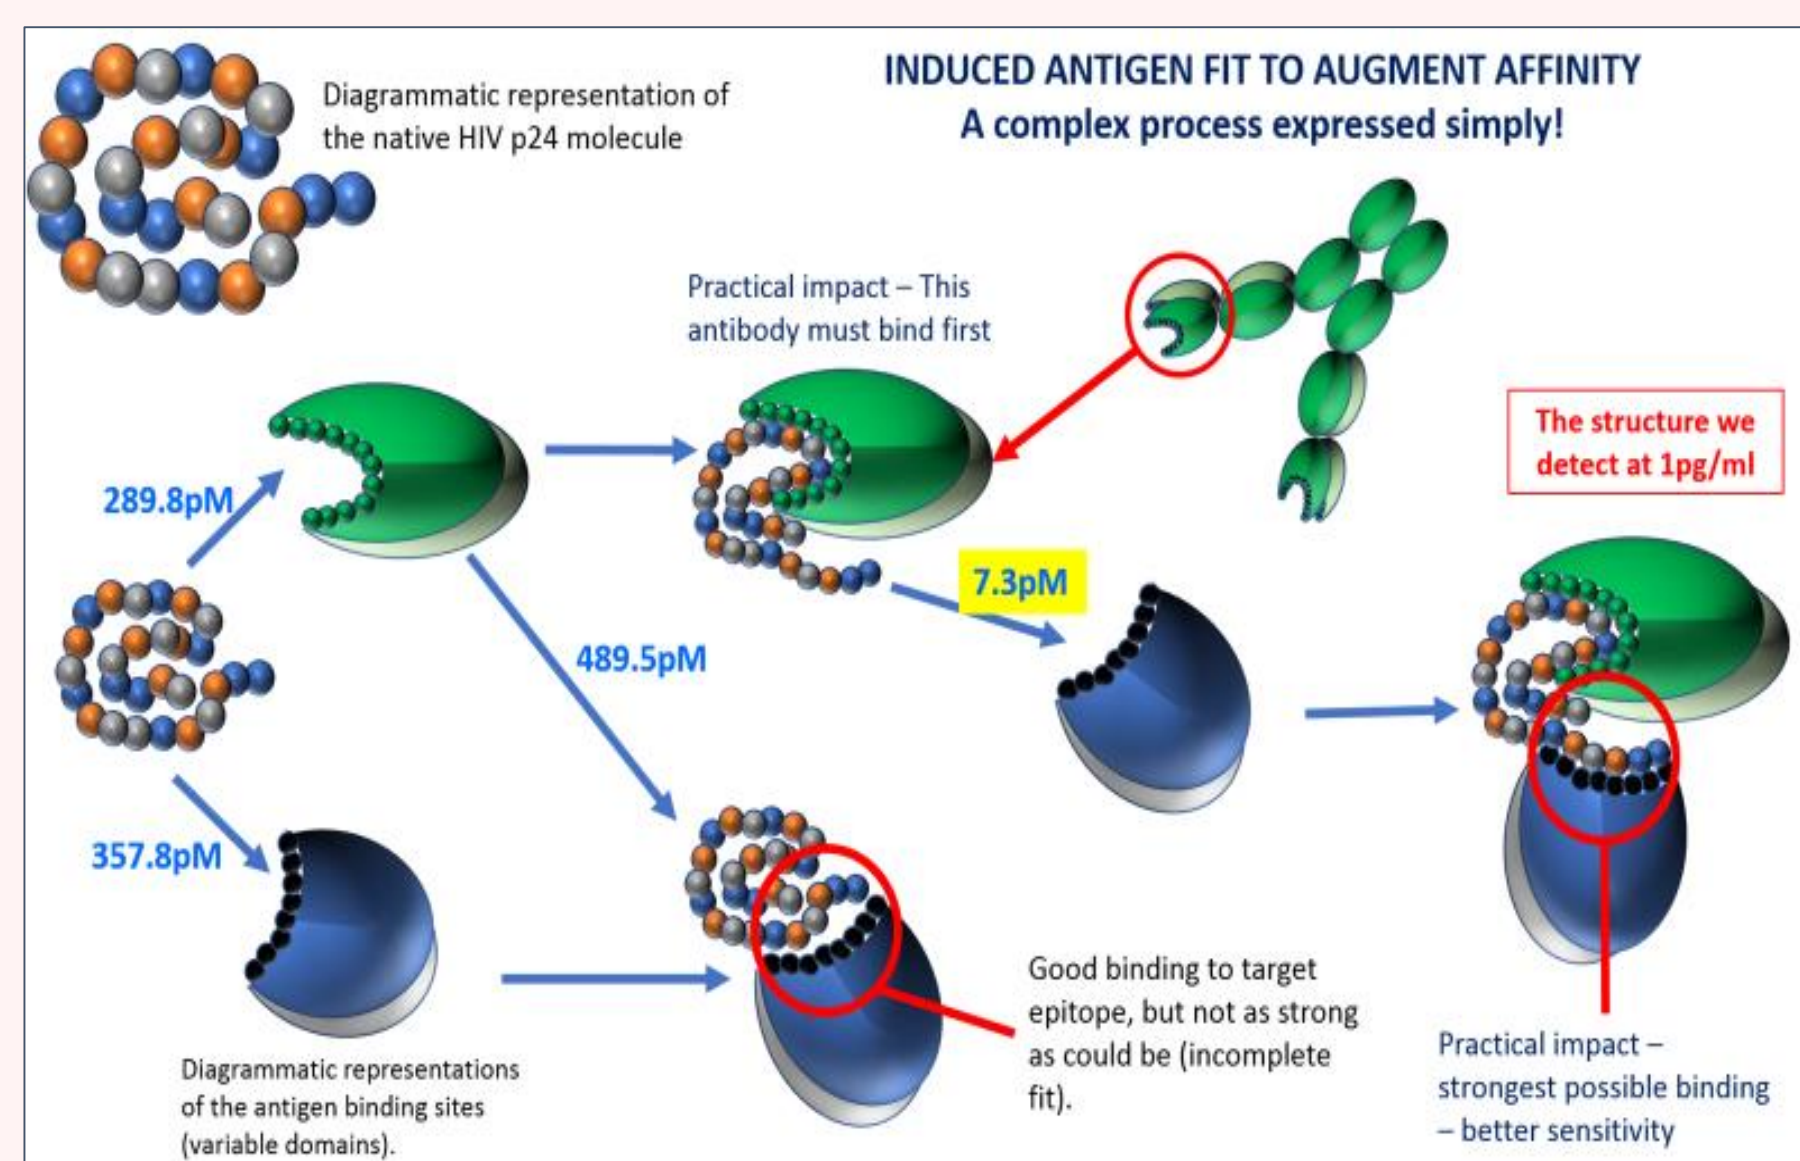 Diagrammatic representation of
the native HIV p24 molecule
INDUCED ANTIGEN FIT TO AUGMENT AFFINITY
A complex process expressed simply!
Practical impact – This
antibody must bind first
The structure we
detect at 1pg/ml
289.8pM
7.3pM
489.5pM
357.8pM
Good binding to target
epitope, but not as strong
as could be (incomplete
fit).
Diagrammatic representations
of the antigen binding sites
(variable domains).
Practical impact –
strongest possible binding
– better sensitivity